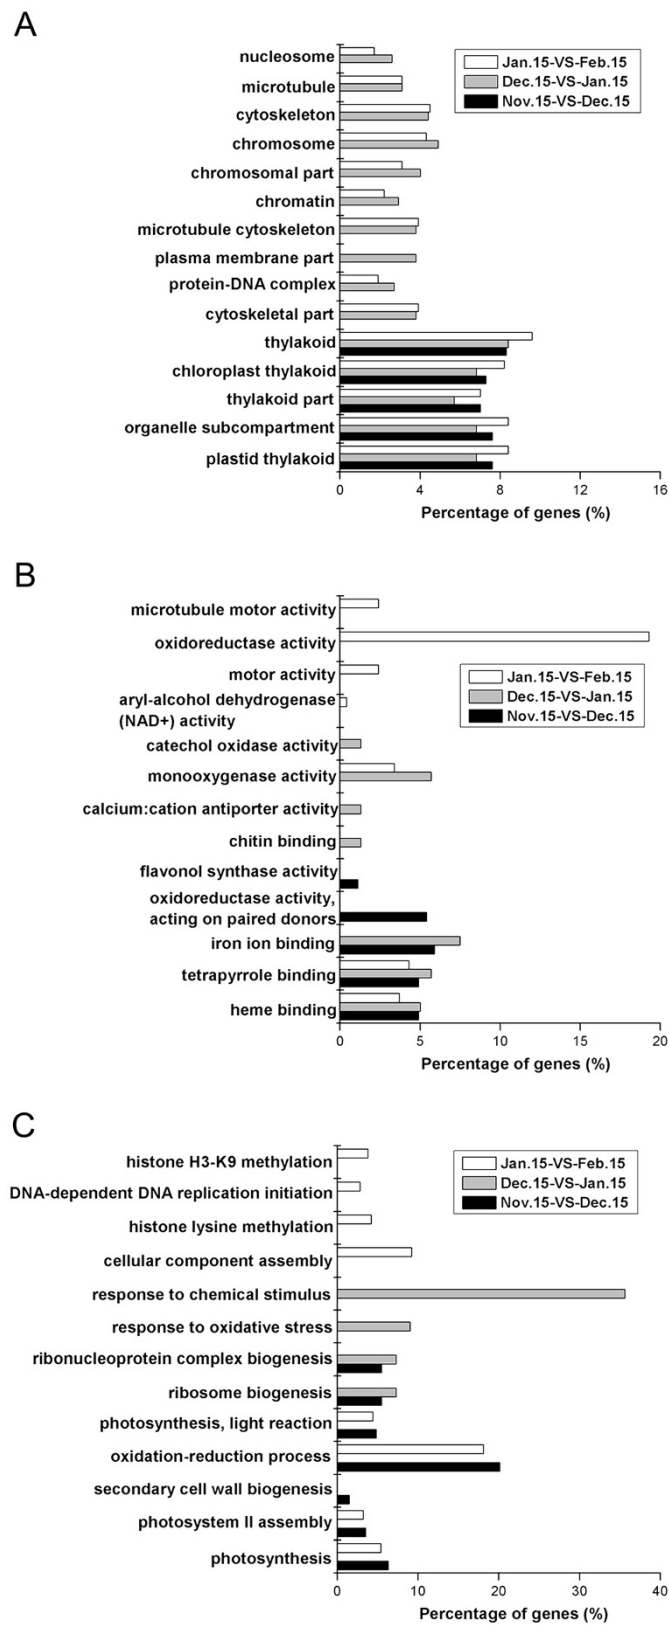 A
nucleosome
microtubule
cytoskeleton
chromosome
chromosomal part
chromatin
microtubule cytoskeleton
plasma membrane part
protein-DNA complex
cytoskeletal part
thylakoid
chloroplast thylakoid
thylakoid part
organelle subcompartment
plastid thylakoid
Jan.15-VS-Feb.15
Dec.15-VS-Jan.15
Nov.15-VS-Dec.15
0 4 8 12 16
Percentage of genes (%)
B
microtubule motor activity
oxidoreductase activity
motor activity
aryl-alcohol dehydrogenase
(NAD+) activity
catechol oxidase activity
monooxygenase activity
calcium:cation antiporter activity
chitin binding
flavonol synthase activity
oxidoreductase activity,
acting on paired donors
iron ion binding
tetrapyrrole binding
heme binding
Jan.15-VS-Feb.15
Dec.15-VS-Jan.15
Nov.15-VS-Dec.15
0 5 10 15 20
Percentage of genes (%)
C
histone H3-K9 methylation
DNA-dependent DNA replication initiation
histone lysine methylation
cellular component assembly
response to chemical stimulus
response to oxidative stress
ribonucleoprotein complex biogenesis
ribosome biogenesis
photosynthesis, light reaction
oxidation-reduction process
secondary cell wall biogenesis
photosystem II assembly
photosynthesis
Jan.15-VS-Feb.15
Dec.15-VS-Jan.15
Nov.15-VS-Dec.15
0 10 20 30 40
Percentage of genes (%)